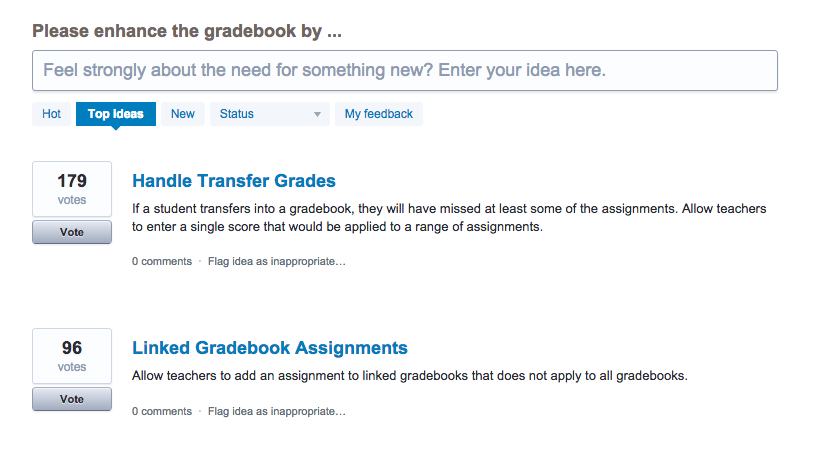 Please enhance the gradebook by ...
Feel strongly about the need for something new? Enter your idea here.
Hot Top Ideas New Status My feedback
179
votes
Vote
Handle Transfer Grades
If a student transfers into a gradebook, they will have missed at least some of the assignments. Allow teachers
to enter a single score that would be applied to a range of assignments.
0 comments · Flag idea as inappropriate…
96
votes
Vote
Linked Gradebook Assignments
Allow teachers to add an assignment to linked gradebooks that does not apply to all gradebooks.
0 comments · Flag idea as inappropriate…